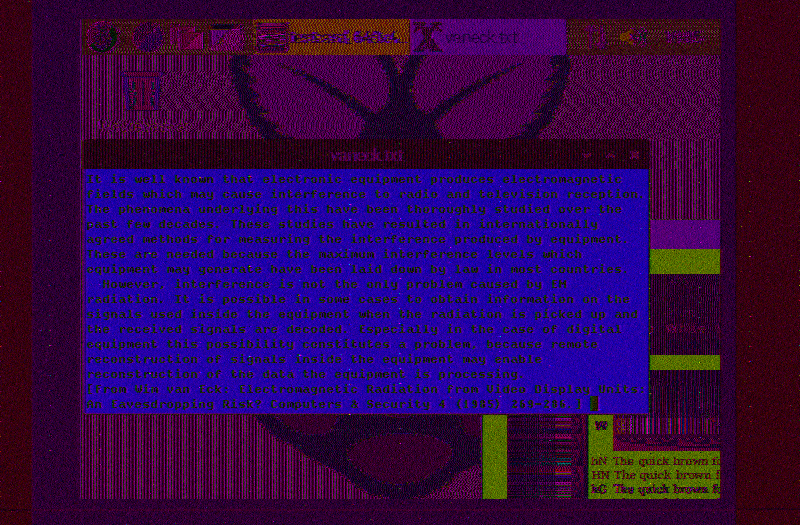 vaneck.txt
vaneck.txt
It is well known that electronic equipment produces electromagnetic
fields which may cause interference to radio and television reception.
The phenomena underlying this have been thoroughly studied over the
past few decades. These studies have resulted in internationally
agreed methods for measuring the interference produced by equipment.
These are needed because the maximum interference levels which
equipment may generate have been laid down by law in most countries.
However, interference is not the only problem caused by EM
radiation. It is possible in some cases to obtain information on the
signals used inside the equipment when the radiation is picked up and
the received signals are decoded. Especially in the case of digital
equipment this possibility constitutes a problem, because remote
reconstruction of signals inside the equipment may enable
reconstruction of the data the equipment is processing.
[From Wim van Eck: Electromagnetic Radiation from Video Display Units:
An Eavesdropping Risk? Computers & Security 4 (1985)
The quick brown f
HN The quick brown f
The quick brown f